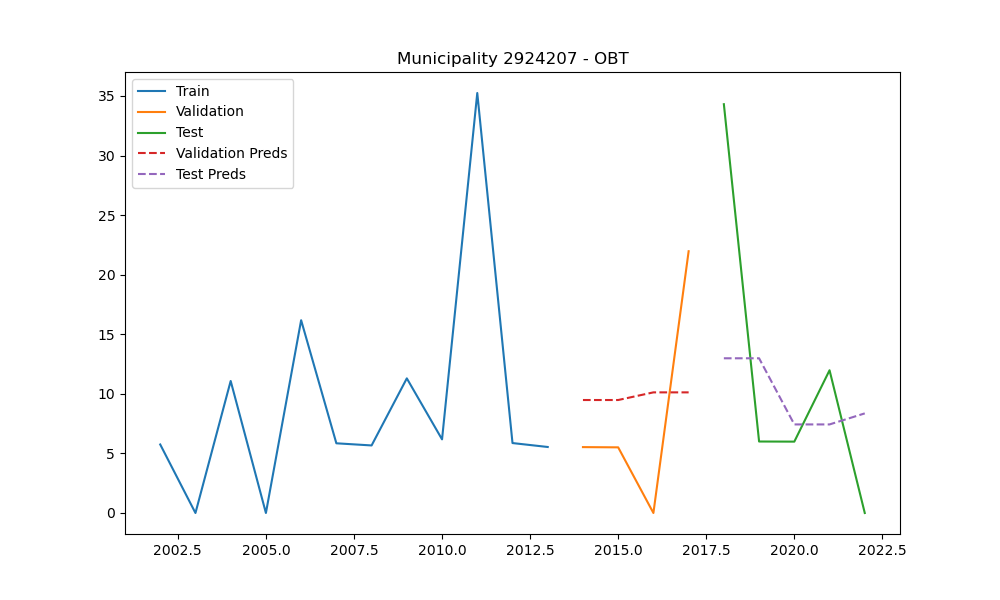 Municipality 2924207 - OBT
Train
Validation
Test
Validation Preds
Test Preds
35
30
25
20
15
10
5
0
2002.5 2005.0 2007.5 2010.0 2012.5 2015.0 2017.5 2020.0 2022.5